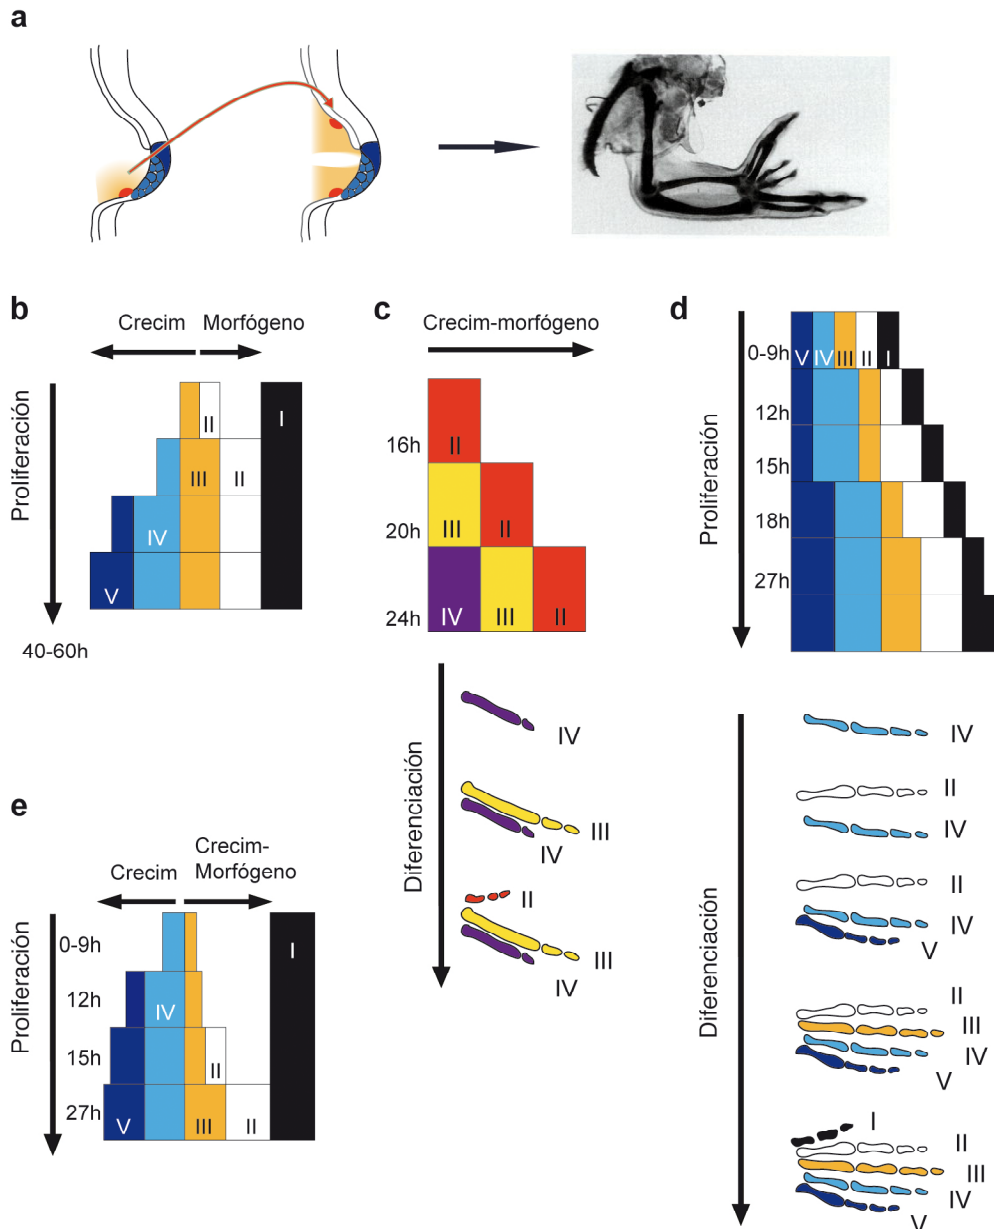 a
b
Crecim
Morfógeno
Proliferación
II
I
III
II
IV
V
40-60h
c
Crecim-morfógeno
16h
II
20h
III
II
24h
IV
III
II
Diferenciación
IV
III
IV
II
III
IV
d
Proliferación
0-9h
V
IV
III
II
I
12h
15h
18h
27h
Diferenciación
IV
II
IV
II
IV
V
II
III
IV
V
I
II
III
IV
V
e
Crecim
Crecim-
Morfógeno
Proliferación
0-9h
I
12h
IV
15h
II
27h
V
III
II